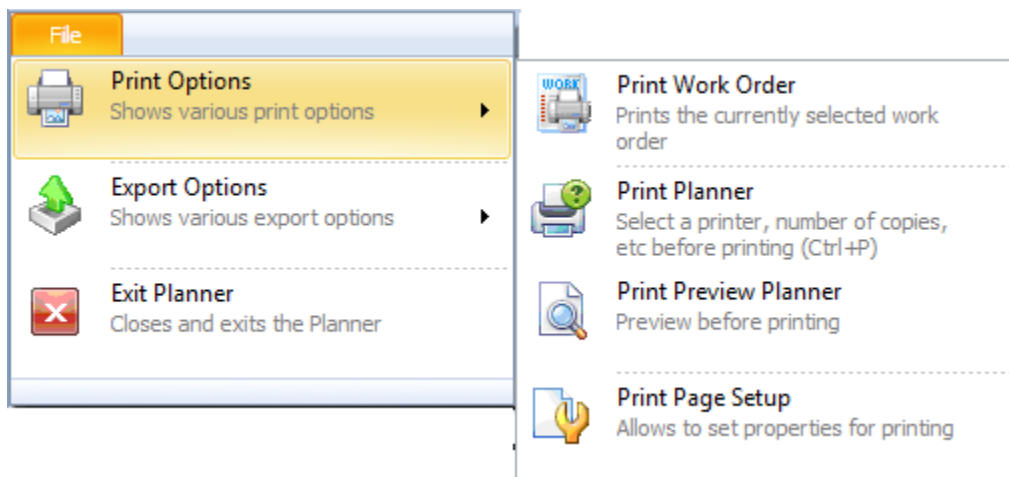 File
Print Options
Shows various print options
Export Options
Shows various export options
Exit Planner
Closes and exits the Planner
WORK
Print Work Order
Prints the currently selected work
order
Print Planner
Select a printer, number of copies,
etc before printing (Ctrl+P)
Print Preview Planner
Preview before printing
Print Page Setup
Allows to set properties for printing